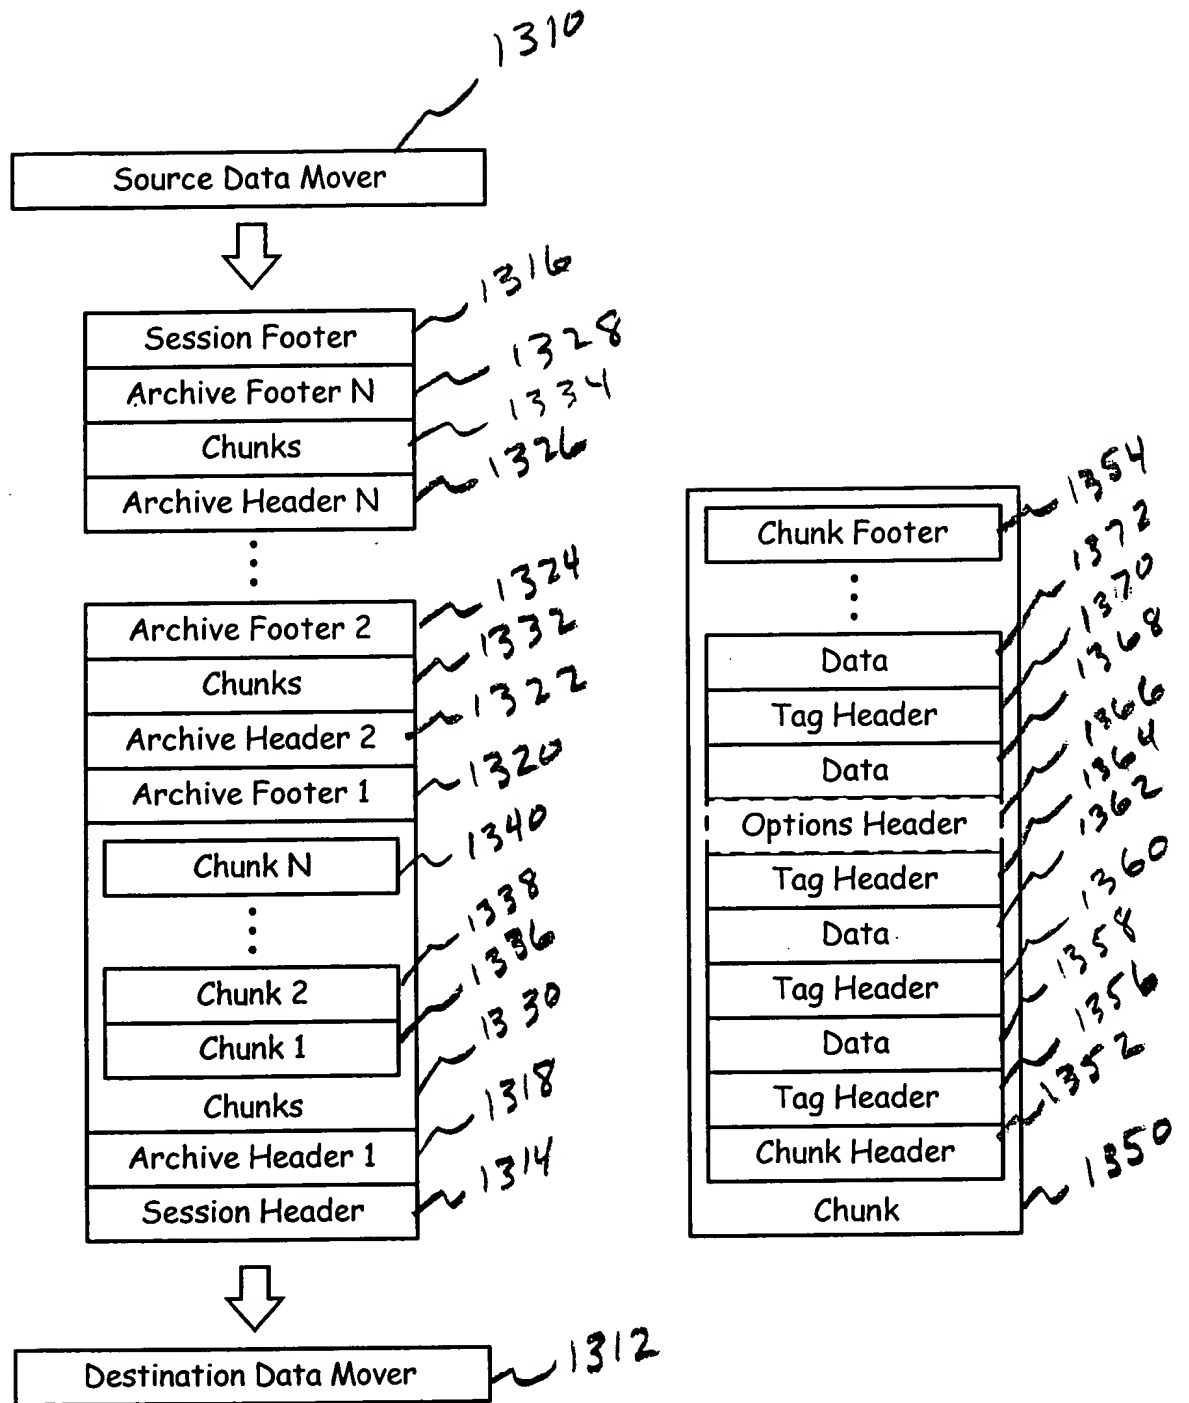 1310
Source Data Mover
Session Footer 1316
Archive Footer N 1328
Chunks 1334
Archive Header N 1326
Archive Footer 2 1324
Chunks 1332
Archive Header 2 1322
Archive Footer 1 1320
Chunk N 1340
Chunk 2 1338
Chunk 1 1336
Chunks 1330
Archive Header 1 1318
Session Header 1314
Destination Data Mover 1312
Chunk Footer 1354
Data 1372
Tag Header 1370
Data 1368
Options Header 1366
Tag Header 1364
Data 1362
Tag Header 1360
Data 1358
Tag Header 1356
Chunk Header 1352
Chunk 1350